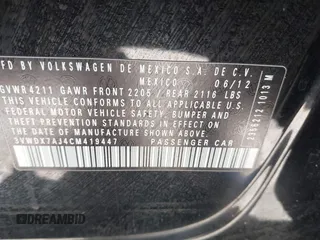 MFD BY VOLKSWAGEN DE MEXICO S.A. DE C.V.
MEXICO 06/12
GVWR 4211 GAWR FRONT 2205 / REAR 2116 LBS
THIS VEHICLE CONFORMS TO ALL APPLICABLE U.S.
FEDERAL MOTOR VEHICLE SAFETY, BUMPER AND
THEFT PREVENTION STANDARDS IN EFFECT ON THE
DATE OF MANUFACTURE SHOWN ABOVE
3VWDX7AJ4CM419447 PASSENGER CAR
1013 M
DREAMBID